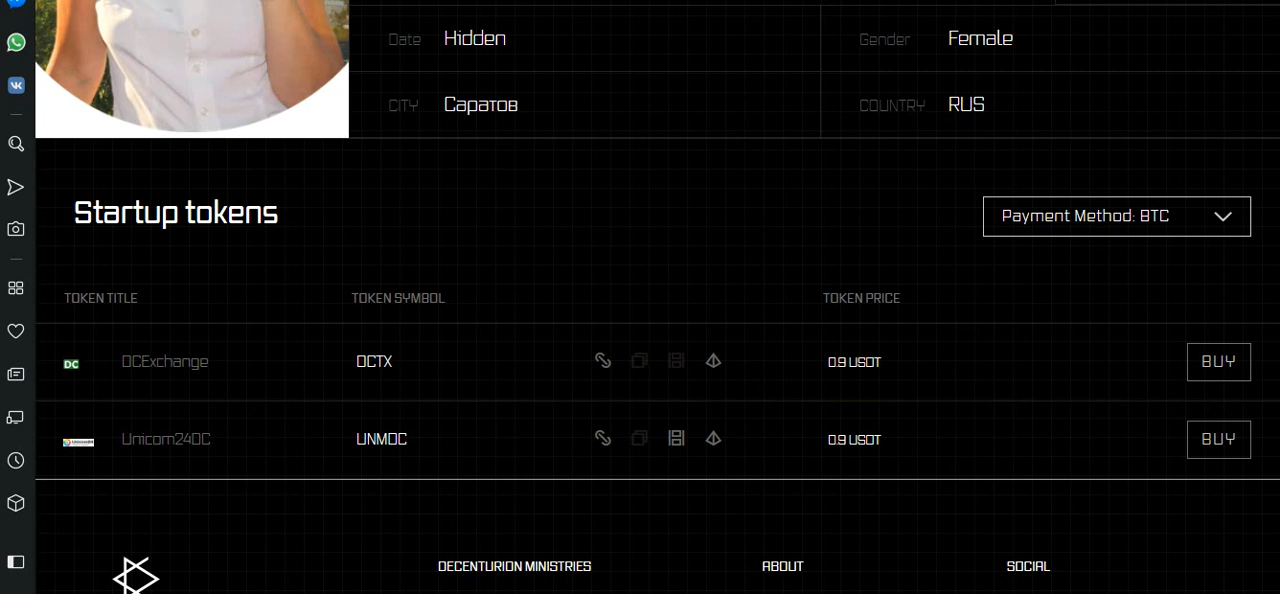 Date Hidden Gender Female
CITY Саратов COUNTRY RUS
Startup tokens
Payment Method: BTC
TOKEN TITLE TOKEN SYMBOL TOKEN PRICE
DC DCExchange DCTX 0.9 USDT BUY
Unicom24DC UNMDC 0.9 USDT BUY
DECENTURION MINISTRIES ABOUT SOCIAL